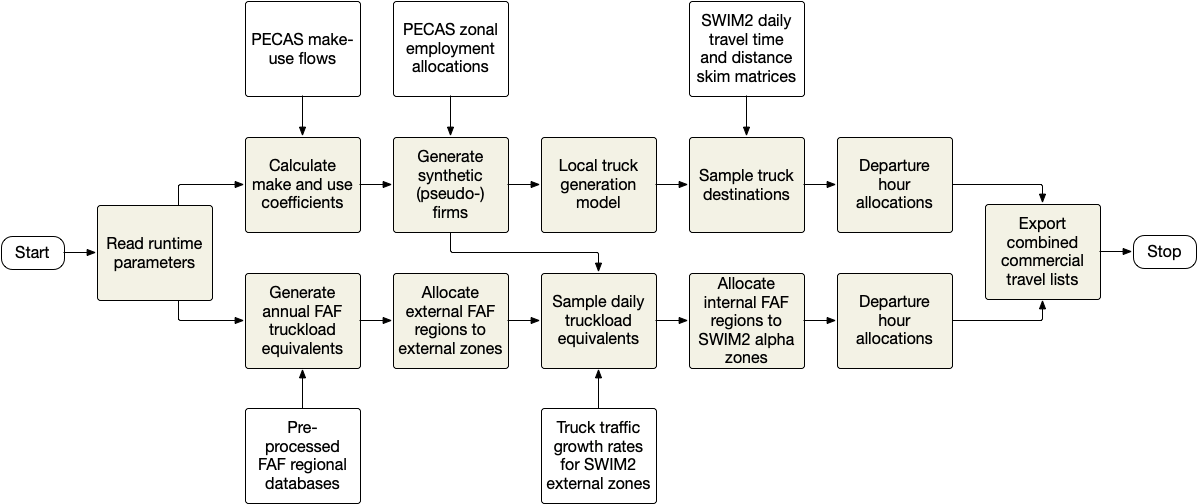 PECAS make-
use flows
PECAS zonal
employment
allocations
SWIM2 daily
travel time
and distance
skim matrices
Calculate
make and use
coefficients
Generate
synthetic
(pseudo-)
firms
Local truck
generation
model
Sample truck
destinations
Departure
hour
allocations
Start
Read runtime
parameters
Export
combined
commercial
travel lists
Stop
Generate
annual FAF
truckload
equivalents
Allocate
external FAF
regions to
external zones
Sample daily
truckload
equivalents
Allocate
internal FAF
regions to
SWIM2 alpha
zones
Departure
hour
allocations
Pre-
processed
FAF regional
databases
Truck traffic
growth rates
for SWIM2
external zones